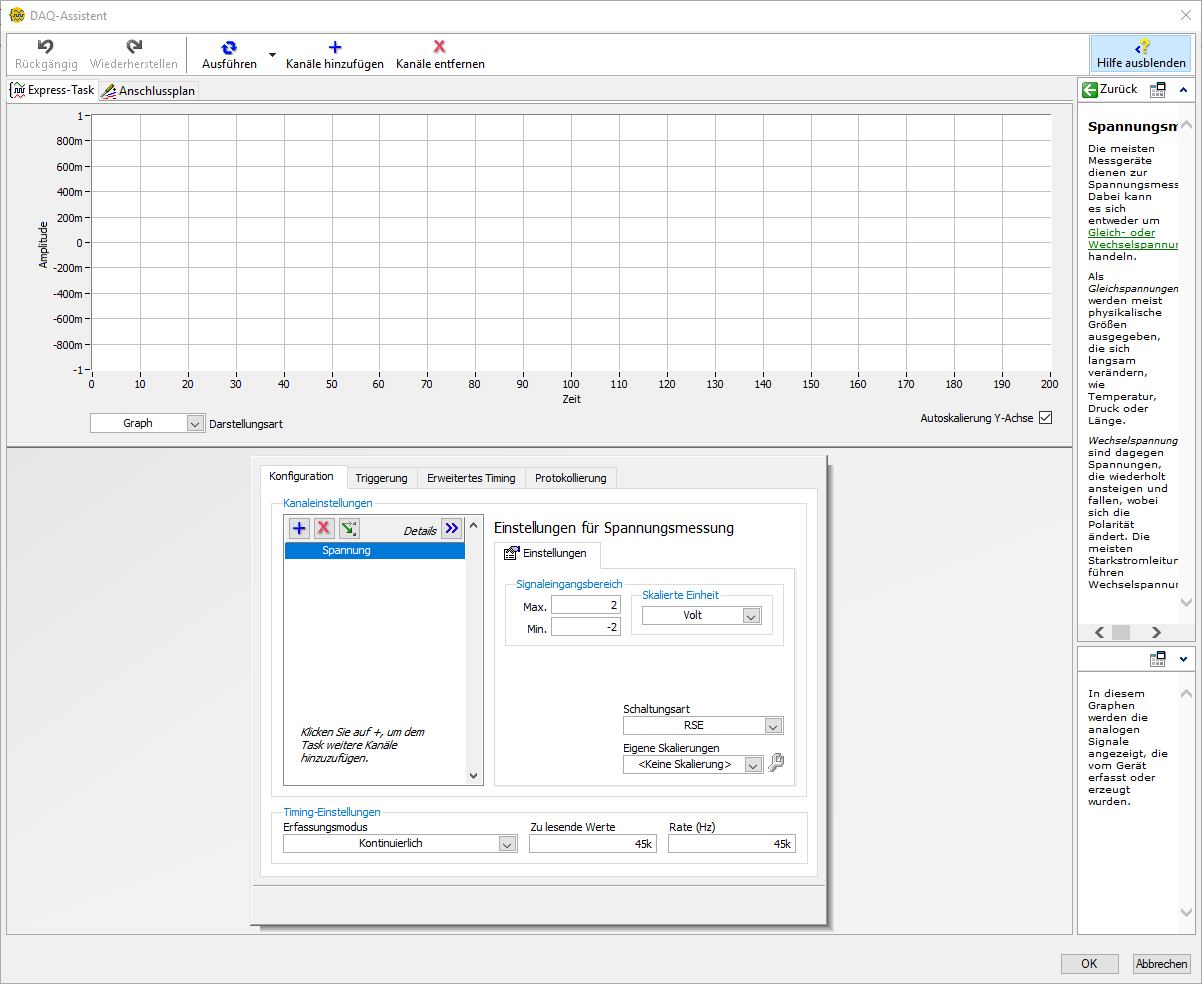 DAQ-Assistent
Rückgängig
Wiederherstellen
Ausführen
Kanäle hinzufügen
Kanäle entfernen
Hilfe ausblenden
Express-Task
Anschlussplan
Amplitude
1
800m
600m
400m
200m
0
-200m
-400m
-600m
-800m
-1
0 10 20 30 40 50 60 70 80 90 100 110 120 130 140 150 160 170 180 190 200
Zeit
Graph
Darstellungsart
Autoskalierung Y-Achse
Konfiguration
Triggerung
Erweitertes Timing
Protokollierung
Kanaleinstellungen
Details
Spannung
Klicken Sie auf +, um dem
Task weitere Kanäle
hinzuzufügen.
Einstellungen für Spannungsmessung
Einstellungen
Signaleingangsbereich
Max. 2
Min. -2
Skalierte Einheit
Volt
Schaltungsart
RSE
Eigene Skalierungen
<Keine Skalierung>
Timing-Einstellungen
Erfassungsmodus
Kontinuierlich
Zu lesende Werte
45k
Rate (Hz)
45k
Zurück
Spannungsm
Die meisten
Messgeräte
dienen zur
Spannungsmess
Dabei kann
es sich
entweder um
Gleich- oder
Wechselspannun
handeln.
Als
Gleichspannungen
werden meist
physikalische
Größen
ausgegeben,
die sich
langsam
verändern,
wie
Temperatur,
Druck oder
Länge.
Wechselspannung
sind dagegen
Spannungen,
die wiederholt
ansteigen und
fallen, wobei
sich die
Polarität
ändert. Die
meisten
Starkstromleitun
führen
Wechselspannun
In diesem
Graphen
werden die
analogen
Signale
angezeigt, die
vom Gerät
erfasst oder
erzeugt
wurden.
OK
Abbrechen